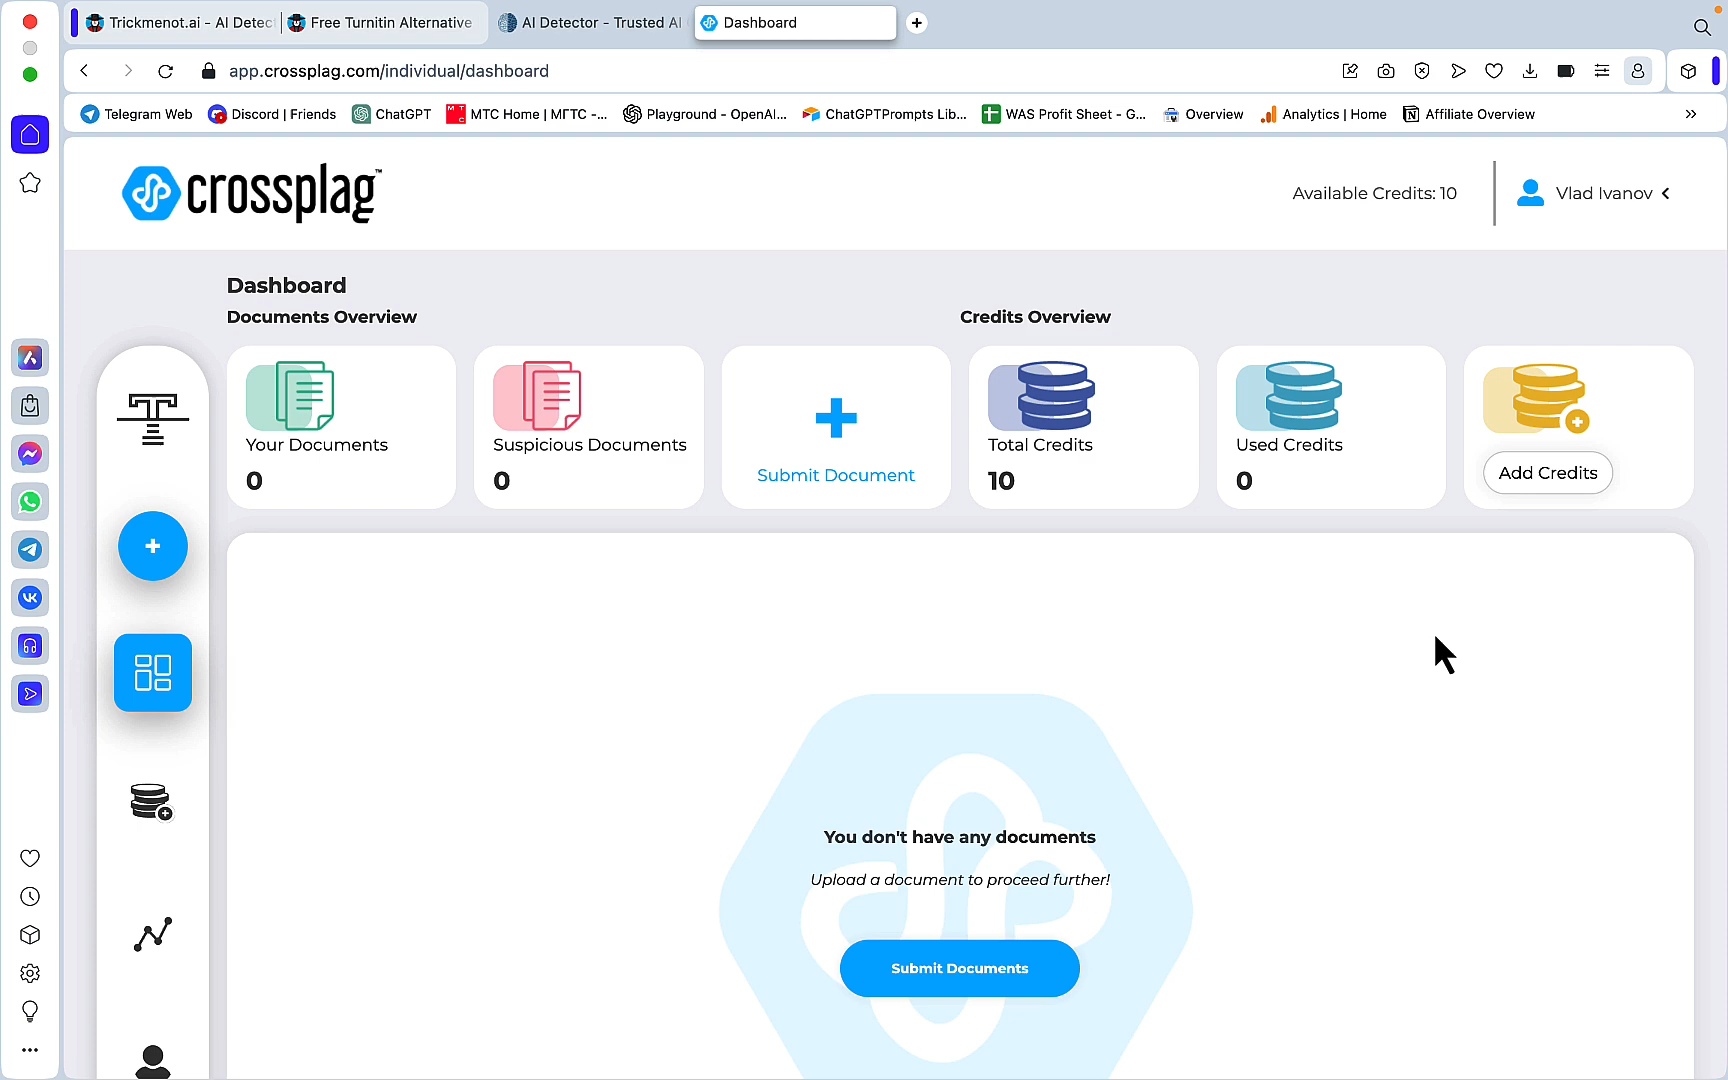 Trickmenot.ai - AI Detec
Free Turnitin Alternative
AI Detector - Trusted AI
Dashboard
app.crossplag.com/individual/dashboard
Telegram Web
Discord | Friends
ChatGPT
MTC
MTC Home | МГТС -...
Playground - OpenAI...
ChatGPTPrompts Lib...
WAS Profit Sheet - G...
Overview
Analytics | Home
Affiliate Overview
crossplag™
Available Credits: 10
Vlad Ivanov
Dashboard
Documents Overview
Credits Overview
Your Documents
0
Suspicious Documents
0
Submit Document
Total Credits
10
Used Credits
0
Add Credits
You don't have any documents
Upload a document to proceed further!
Submit Documents